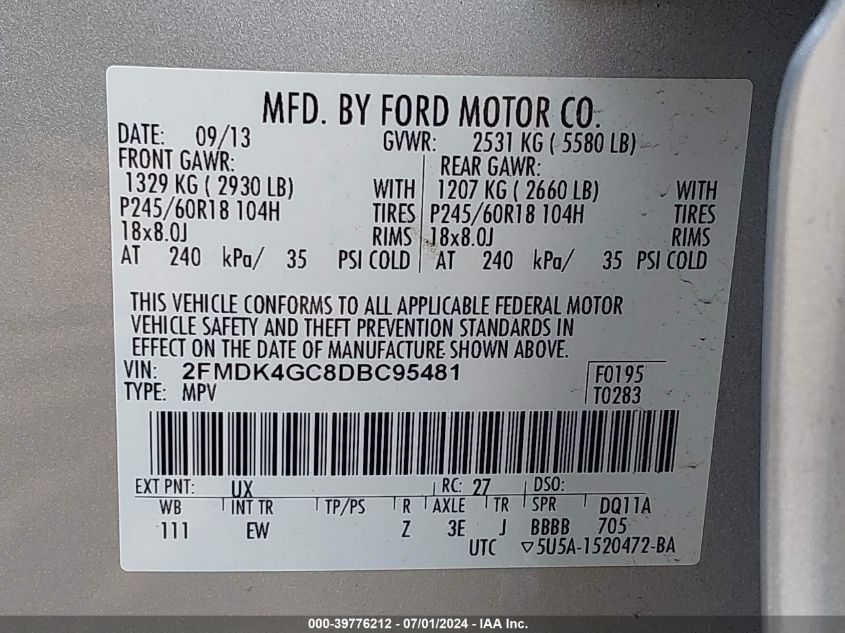 MFD. BY FORD MOTOR CO.
DATE: 09/13 GVWR: 2531 KG ( 5580 LB)
FRONT GAWR: REAR GAWR:
1329 KG ( 2930 LB) WITH 1207 KG ( 2660 LB) WITH
P245/60R18 104H TIRES P245/60R18 104H TIRES
18x8.0J RIMS 18x8.0J RIMS
AT 240 kPa/ 35 PSI COLD AT 240 kPa/ 35 PSI COLD
THIS VEHICLE CONFORMS TO ALL APPLICABLE FEDERAL MOTOR
VEHICLE SAFETY AND THEFT PREVENTION STANDARDS IN
EFFECT ON THE DATE OF MANUFACTURE SHOWN ABOVE.
VIN: 2FMDK4GC8DBC95481 F0195
TYPE: MPV T0283
EXT PNT: UX RC: 27 DSO:
WB INT TR TP/PS R AXLE TR SPR DQ11A
111 EW Z 3E J BBBB 705
UTC ▽5U5A-1520472-BA
000-39776212 - 07/01/2024 - IAA Inc.